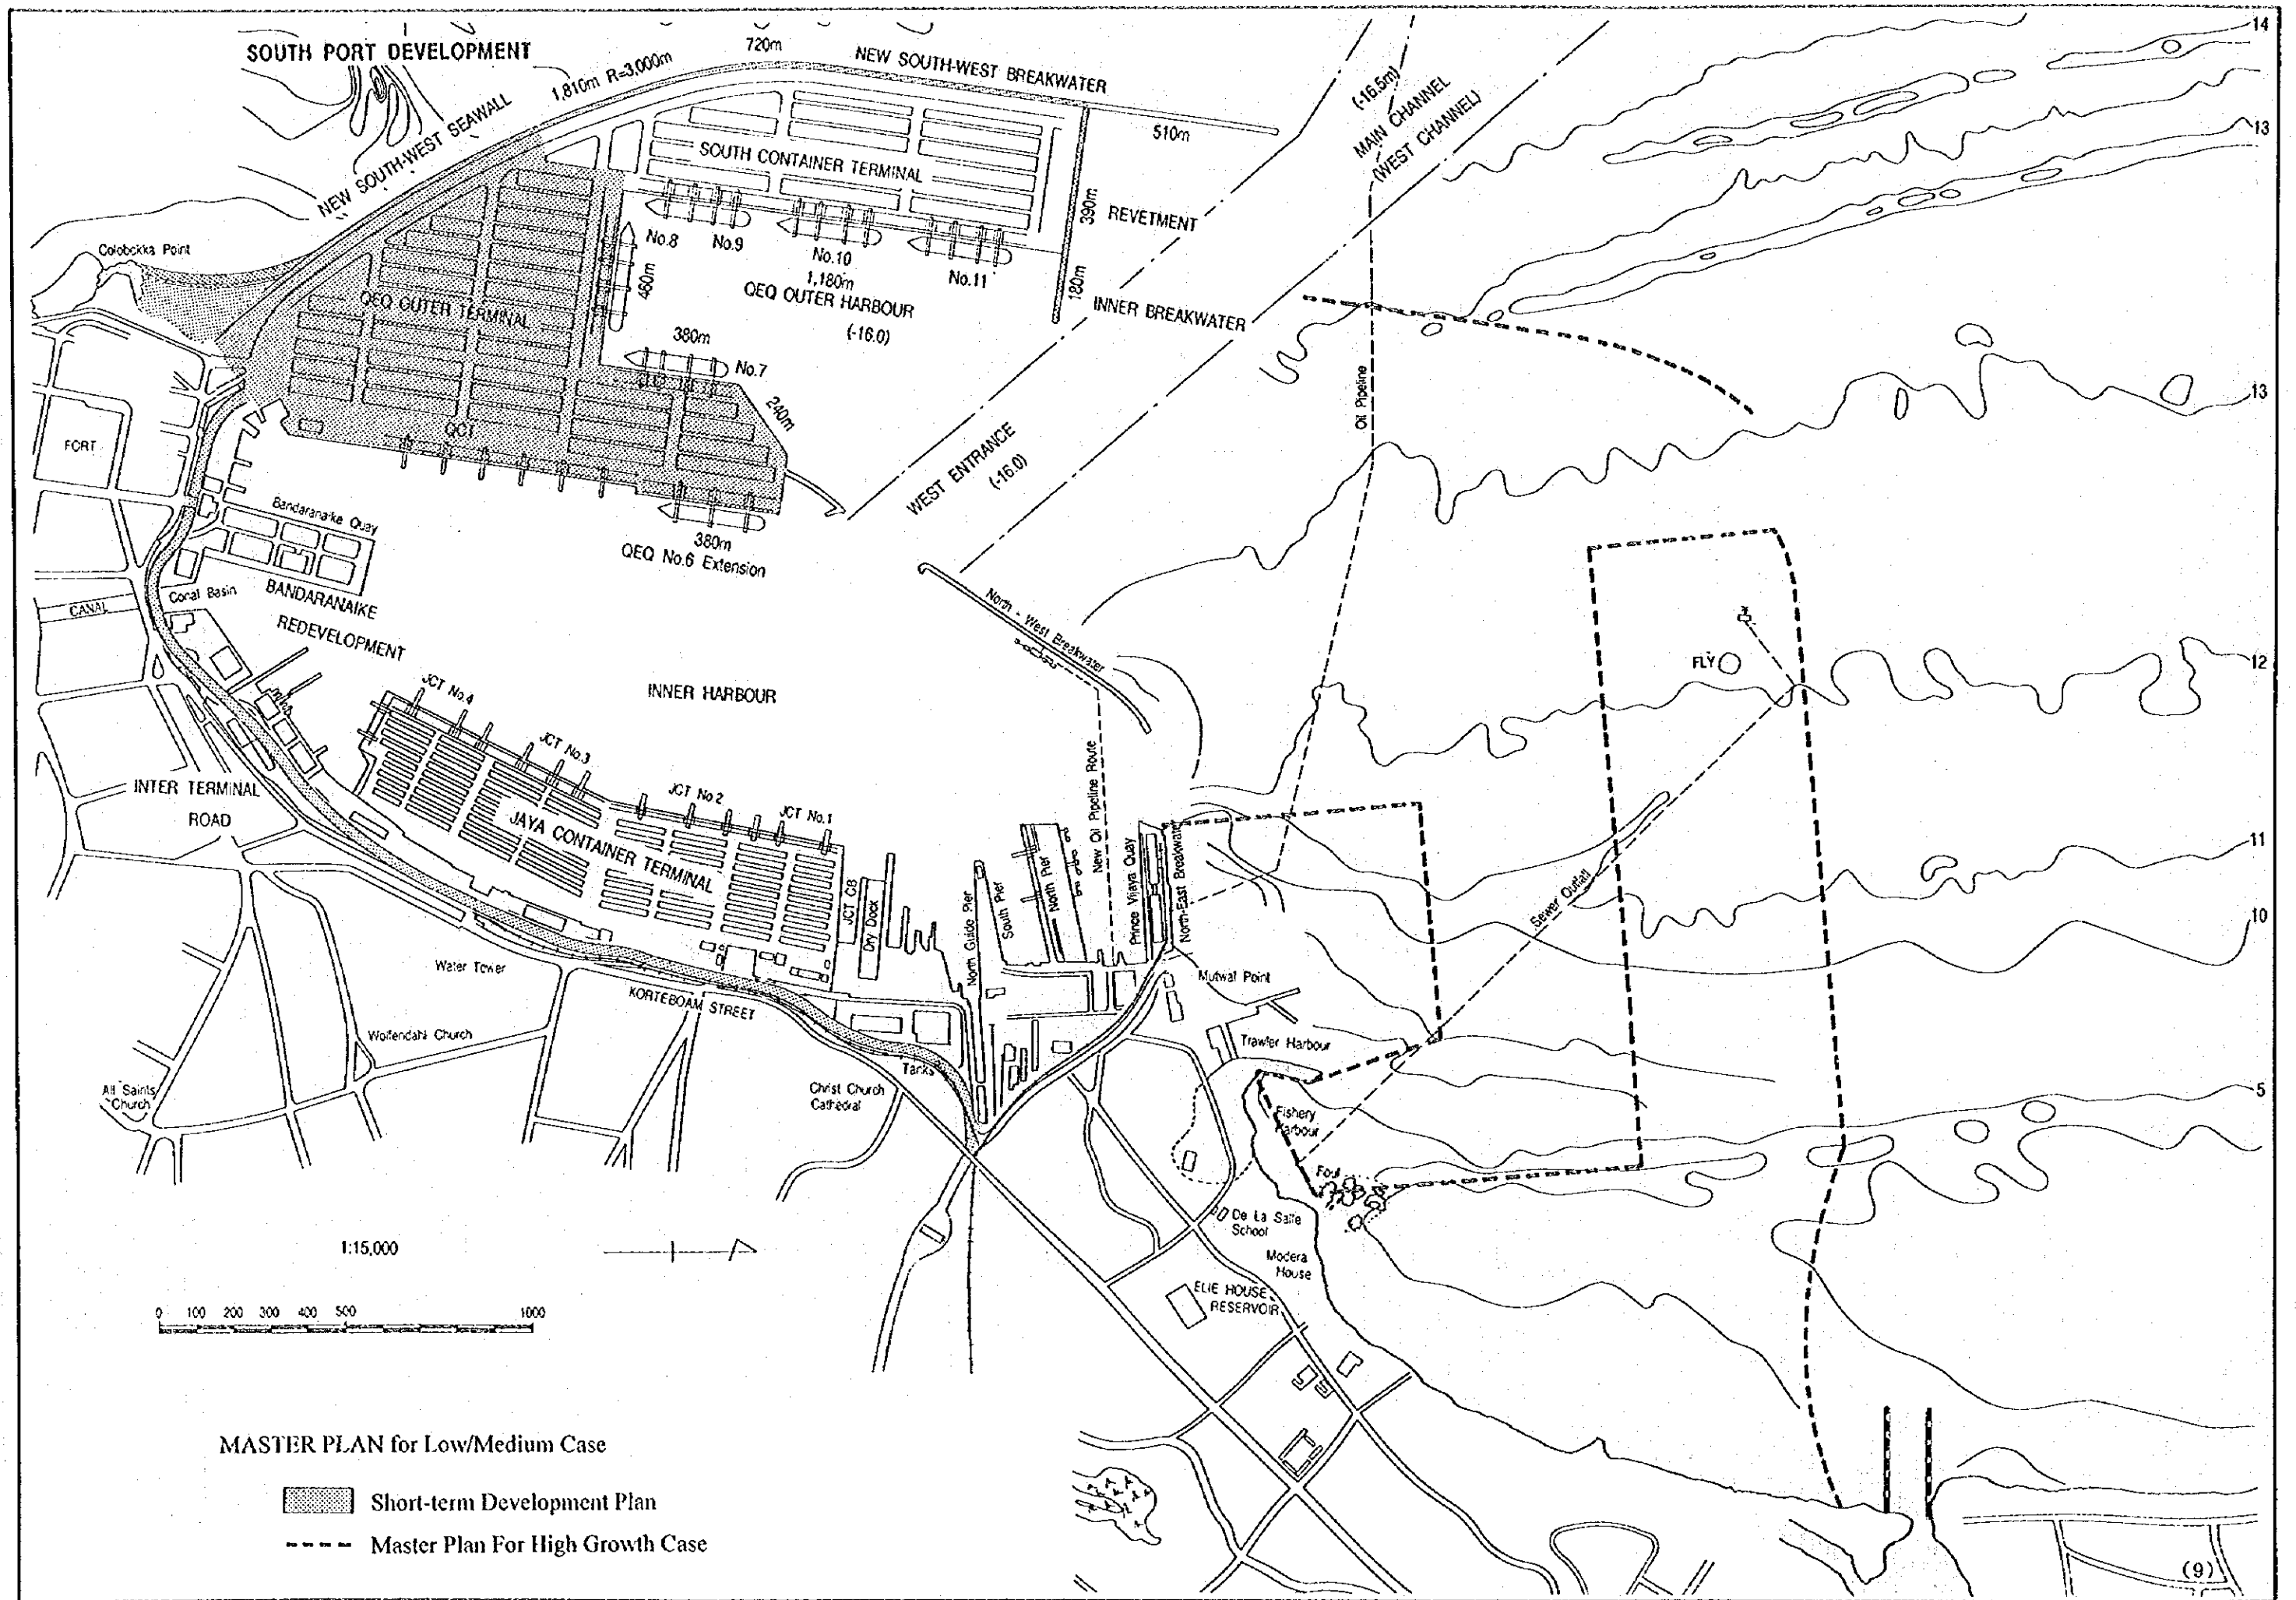 SOUTH PORT DEVELOPMENT
720m
NEW SOUTH-WEST BREAKWATER
1,810m R=3,000m
NEW SOUTH-WEST SEAWALL
510m
(-16.5m)
MAIN CHANNEL
(WEST CHANNEL)
14
13
13
12
11
10
5
SOUTH CONTAINER TERMINAL
390m
REVETMENT
180m
INNER BREAKWATER
No.8
No.9
No.10
No.11
1,180m
QEQ OUTER HARBOUR
(-16.0)
460m
380m
No.7
240m
Colobokka Point
QEQ OUTER TERMINAL
QCT
FORT
380m
QEQ No.6 Extension
WEST ENTRANCE
(-16.0)
Oil Pipeline
Bandaranaike Quay
BANDARANAIKE
REDEVELOPMENT
Canal Basin
CANAL
North - West Breakwater
INNER HARBOUR
FLY
JCT No.4
JCT No.3
JCT No.2
JCT No.1
JAYA CONTAINER TERMINAL
INTER TERMINAL
ROAD
New Oil Pipeline Route
JCT CB
Dry Dock
North Guide Pier
South Pier
North Pier
Prince Vijaya Quay
North-East Breakwater
Sewer Outfall
Water Tower
KORTEBOAM STREET
Mutwal Point
Wolfendahl Church
Trawler Harbour
All Saints
Church
Tanks
Christ Church
Cathedral
Fishery
Harbour
Foul
De La Salle
School
Modera
House
ELIE HOUSE
RESERVOIR
1:15,000
0 100 200 300 400 500 1000
MASTER PLAN for Low/Medium Case
Short-term Development Plan
Master Plan For High Growth Case
(9)